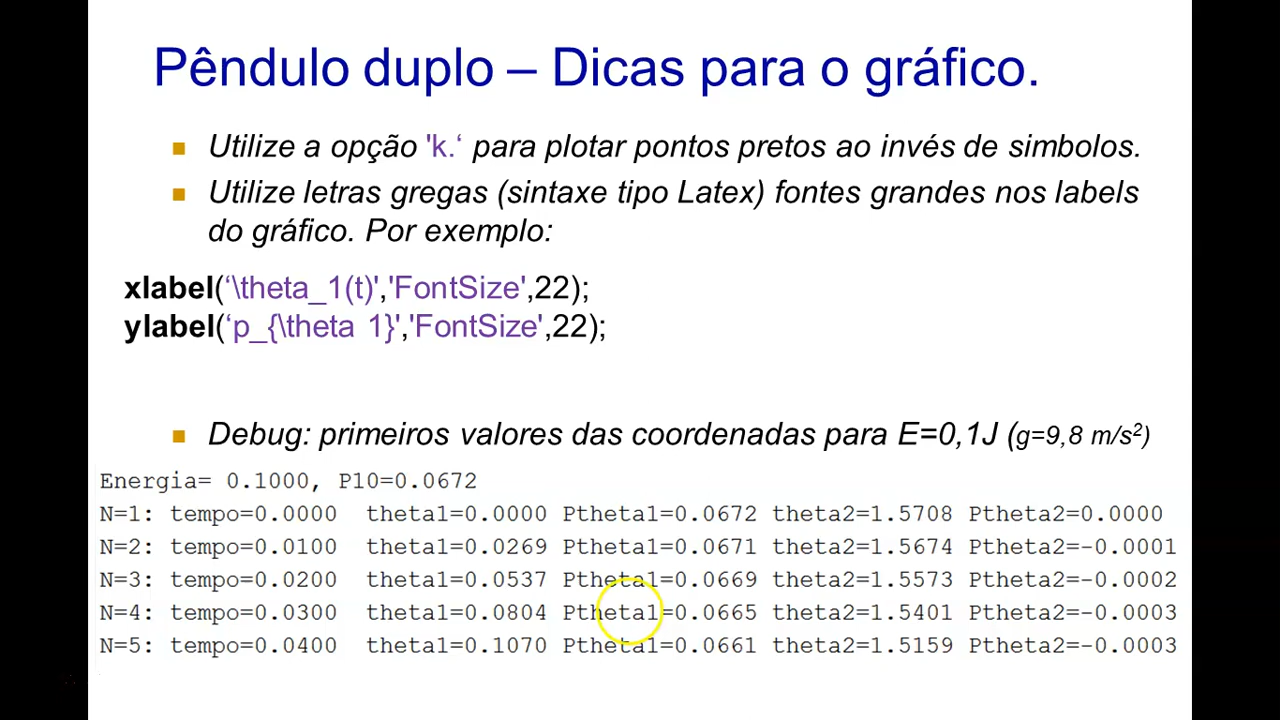 Pêndulo duplo – Dicas para o gráfico.
Utilize a opção 'k.‘ para plotar pontos pretos ao invés de simbolos.
Utilize letras gregas (sintaxe tipo Latex) fontes grandes nos labels
do gráfico. Por exemplo:
xlabel(‘\theta_1(t)','FontSize',22);
ylabel(‘p_{\theta 1}','FontSize',22);
Debug: primeiros valores das coordenadas para E=0,1J (g=9,8 m/s²)
Energia= 0.1000, P10=0.0672
N=1: tempo=0.0000 theta1=0.0000 Ptheta1=0.0672 theta2=1.5708 Ptheta2=0.0000
N=2: tempo=0.0100 theta1=0.0269 Ptheta1=0.0671 theta2=1.5674 Ptheta2=-0.0001
N=3: tempo=0.0200 theta1=0.0537 Ptheta1=0.0669 theta2=1.5573 Ptheta2=-0.0002
N=4: tempo=0.0300 theta1=0.0804 Ptheta1=0.0665 theta2=1.5401 Ptheta2=-0.0003
N=5: tempo=0.0400 theta1=0.1070 Ptheta1=0.0661 theta2=1.5159 Ptheta2=-0.0003